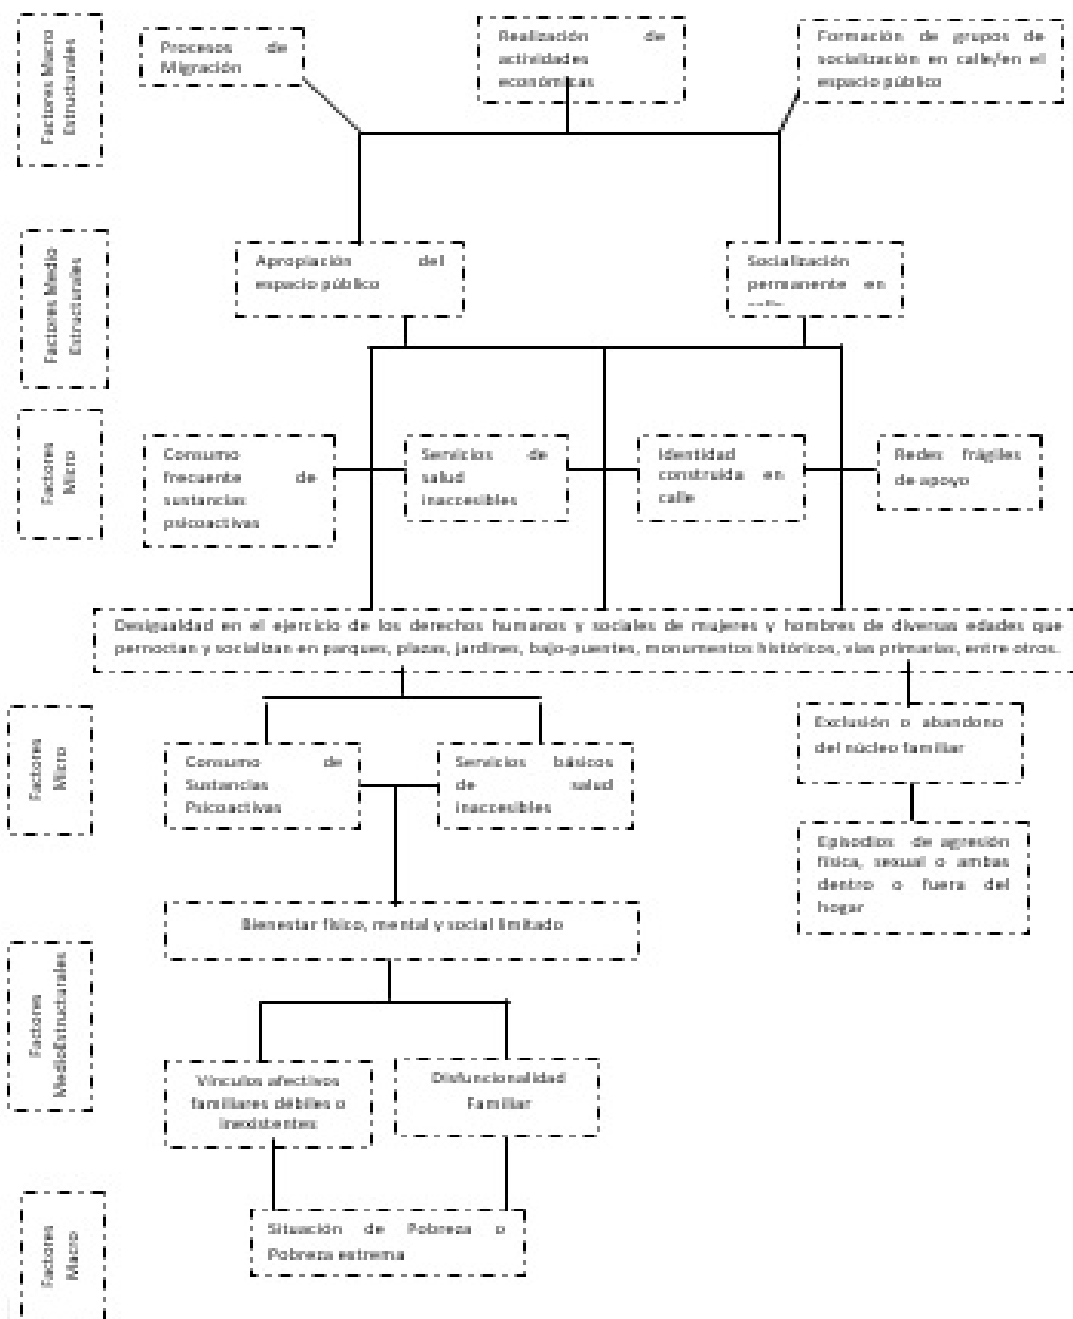 Factores Macro
Estructurales
Procesos de
Migración
Realización de
actividades
económicas
Formación de grupos de
socialización en calle/en el
espacio público
Factores Medio
Estructurales
Apropiación del
espacio público
Socialización
permanente en
Factores
Micro
Consumo
frecuente de
sustancias
psicoactivas
Servicios de
salud
inaccesibles
Identidad
construida en
calle
Redes frágiles
de apoyo
Desigualdad en el ejercicio de los derechos humanos y sociales de mujeres y hombres de diversas edades que
pernoctan y socializan en parques, plazas, jardines, bajo-puentes, monumentos históricos, vías primarias, entre otros.
Factores
Micro
Consumo de
Sustancias
Psicoactivas
Servicios básicos
de salud
inaccesibles
Exclusión o abandono
del núcleo familiar
Episodios de agresión
física, sexual o ambas
dentro o fuera del
hogar
Bienestar físico, mental y social limitado
Factores
MedioEstructurales
Vínculos afectivos
familiares débiles o
inexistentes
Disfuncionalidad
Familiar
Factores
Macro
Situación de Pobreza o
Pobreza extrema